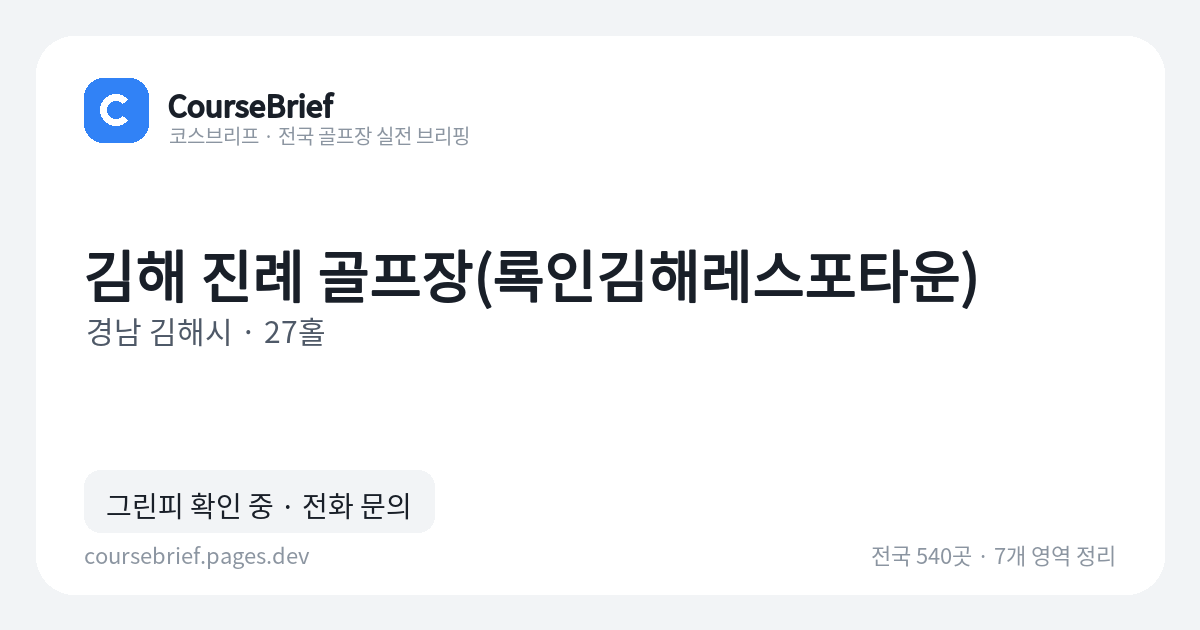 CourseBrief
코스브리프 · 전국 골프장 실전 브리핑
김해 진례 골프장(록인김해레스포타운)
경남 김해시 · 27홀
그린피 확인 중 · 전화 문의
coursebrief.pages.dev
전국 540곳 · 7개 영역 정리